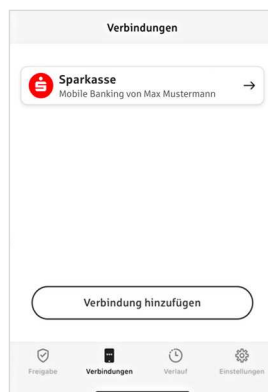 Verbindungen
Sparkasse
Mobile Banking von Max Mustermann
Verbindung hinzufügen
Freigabe
Verbindungen
Verlauf
Einstellungen